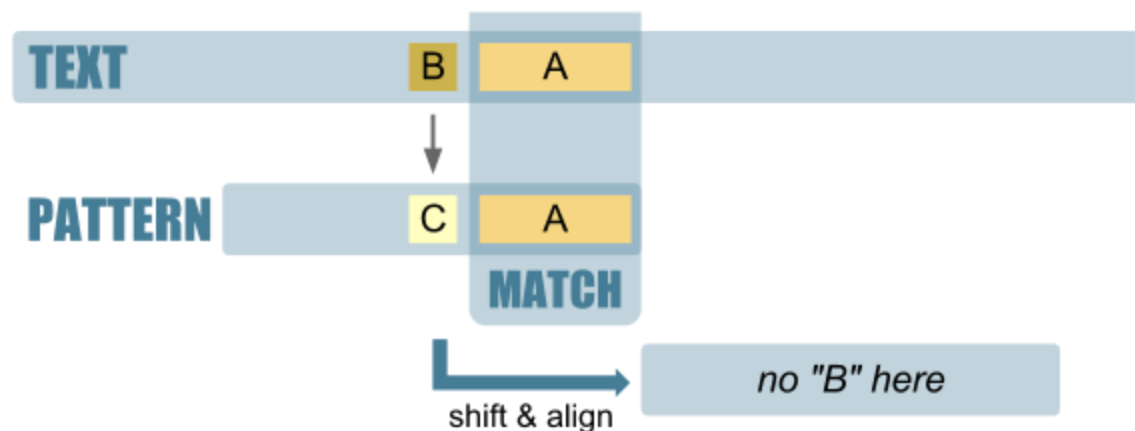 TEXT B A
PATTERN C A
MATCH
no "B" here
shift & align